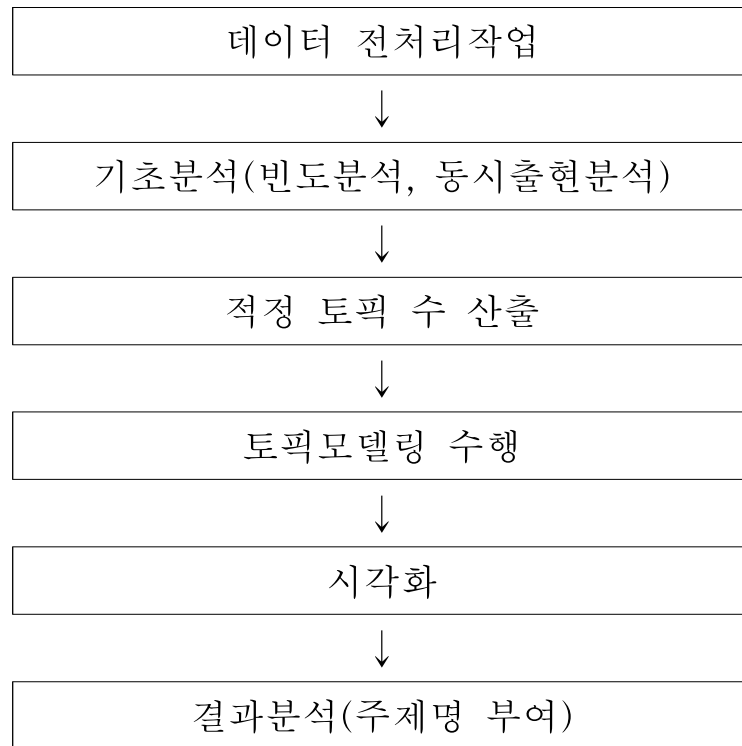 데이터 전처리작업
↓
기초분석(빈도분석, 동시출현분석)
↓
적정 토픽 수 산출
↓
토픽모델링 수행
↓
시각화
↓
결과분석(주제명 부여)